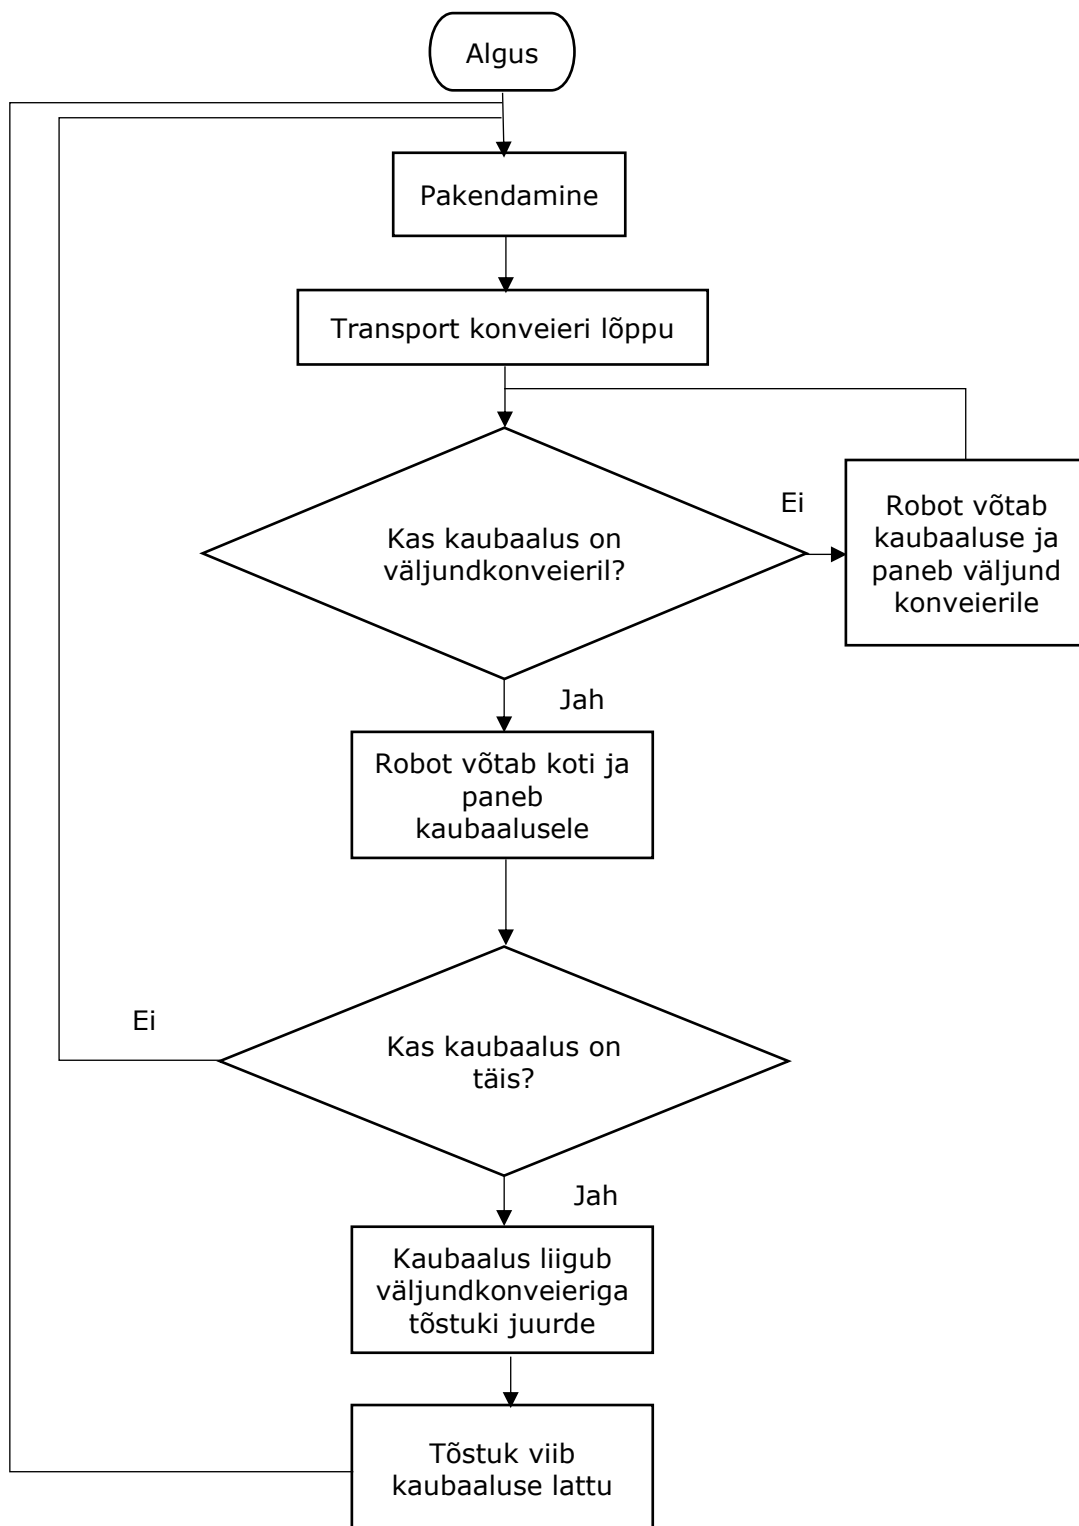 Algus
Pakendamine
Transport konveieri lõppu
Kas kaubaalus on
väljundkonveieril?
Ei
Robot võtab
kaubaaluse ja
paneb väljund
konveierile
Jah
Robot võtab koti ja
paneb
kaubaalusele
Ei
Kas kaubaalus on
täis?
Jah
Kaubaalus liigub
väljundkonveieriga
tõstuki juurde
Tõstuk viib
kaubaaluse lattu